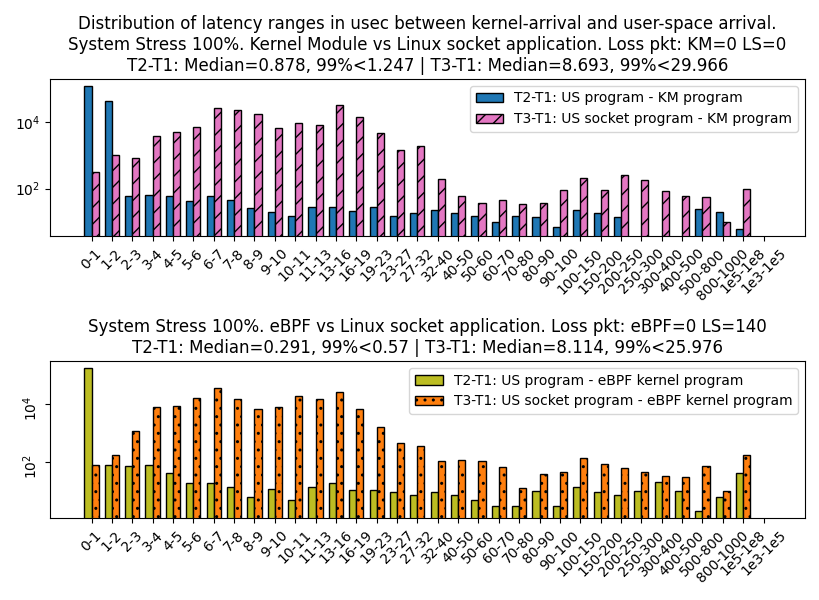 Distribution of latency ranges in usec between kernel-arrival and user-space arrival.
System Stress 100%. Kernel Module vs Linux socket application. Loss pkt: KM=0 LS=0
T2-T1: Median=0.878, 99%<1.247 | T3-T1: Median=8.693, 99%<29.966
T2-T1: US program - KM program
T3-T1: US socket program - KM program
10^4
10^2
0-1 1-2 2-3 3-4 4-5 5-6 6-7 7-8 8-9 9-10 10-11 11-13 13-16 16-19 19-23 23-27 27-32 32-40 40-50 50-60 60-70 70-80 80-90 90-100 100-150 150-200 200-250 250-300 300-400 400-500 500-800 800-1000 1e5-1e8 1e3-1e5
System Stress 100%. eBPF vs Linux socket application. Loss pkt: eBPF=0 LS=140
T2-T1: Median=0.291, 99%<0.57 | T3-T1: Median=8.114, 99%<25.976
T2-T1: US program - eBPF kernel program
T3-T1: US socket program - eBPF kernel program
10^4
10^2
0-1 1-2 2-3 3-4 4-5 5-6 6-7 7-8 8-9 9-10 10-11 11-13 13-16 16-19 19-23 23-27 27-32 32-40 40-50 50-60 60-70 70-80 80-90 90-100 100-150 150-200 200-250 250-300 300-400 400-500 500-800 800-1000 1e5-1e8 1e3-1e5